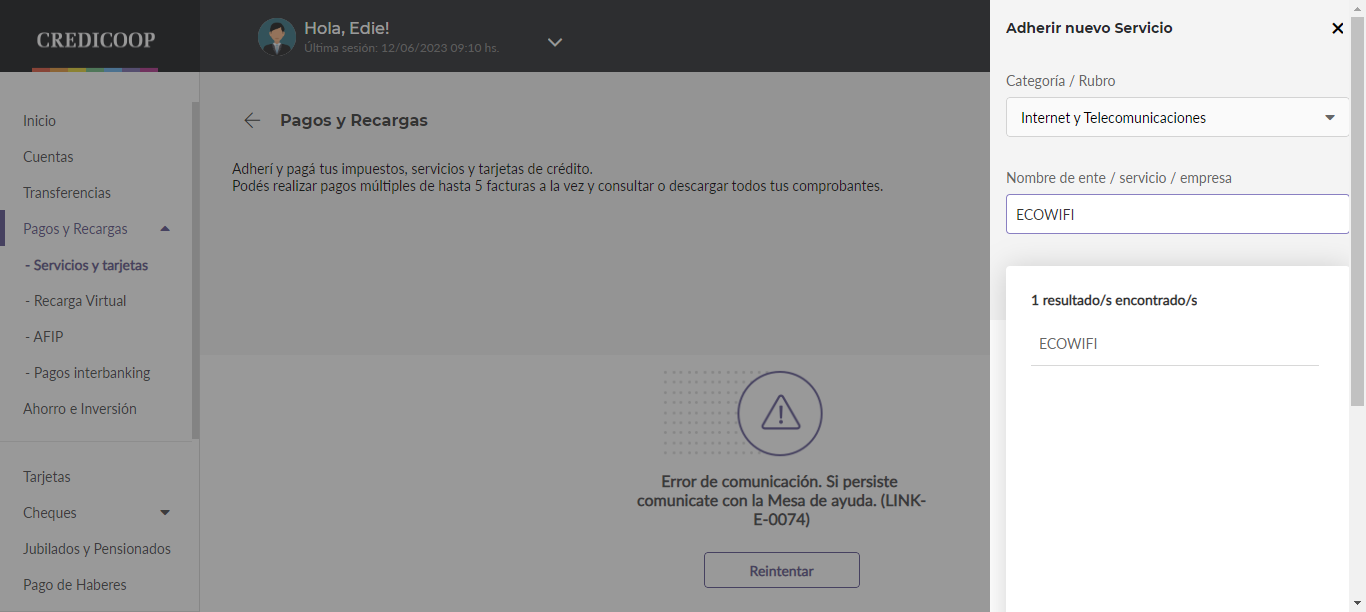 CREDICOOP
Hola, Edie!
Última sesión: 12/06/2023 09:10 hs.
Inicio
Cuentas
Transferencias
Pagos y Recargas
- Servicios y tarjetas
- Recarga Virtual
- AFIP
- Pagos interbanking
Ahorro e Inversión
Tarjetas
Cheques
Jubilados y Pensionados
Pago de Haberes
Pagos y Recargas
Adherí y pagá tus impuestos, servicios y tarjetas de crédito.
Podés realizar pagos múltiples de hasta 5 facturas a la vez y consultar o descargar todos tus comprobantes.
Error de comunicación. Si persiste
comunicate con la Mesa de ayuda. (LINK-
E-0074)
Reintentar
Adherir nuevo Servicio
Categoría / Rubro
Internet y Telecomunicaciones
Nombre de ente / servicio / empresa
ECOWIFI
1 resultado/s encontrado/s
ECOWIFI